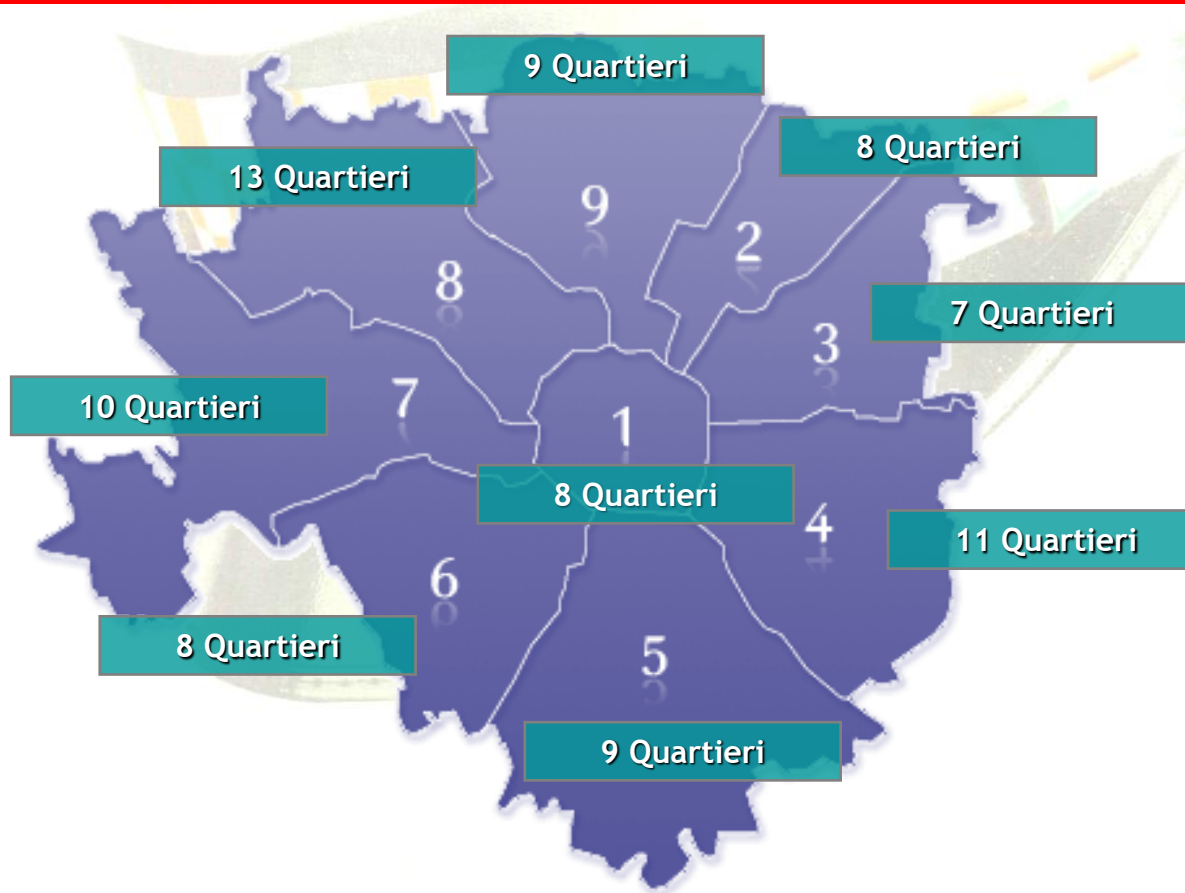 9 Quartieri
8 Quartieri
13 Quartieri
9
2
8
7 Quartieri
3
7
10 Quartieri
1
8 Quartieri
4
11 Quartieri
6
8 Quartieri
5
9 Quartieri